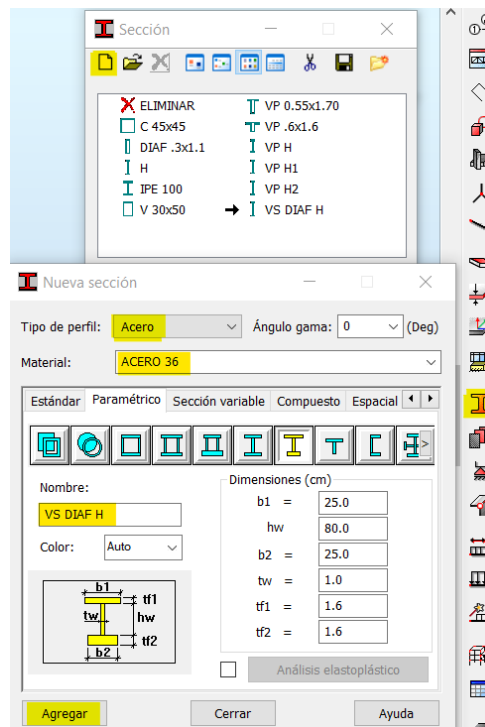 Sección
ELIMINAR
C 45x45
DIAF .3x1.1
H
IPE 100
V 30x50
VP 0.55x1.70
VP .6x1.6
VP H
VP H1
VP H2
VS DIAF H
Nueva sección
Tipo de perfil: Acero Ángulo gama: 0 (Deg)
Material: ACERO 36
Estándar Paramétrico Sección variable Compuesto Espacial
Nombre:
VS DIAF H
Color: Auto
b1
tf1
tw hw
tf2
b2
Dimensiones (cm)
b1 = 25.0
hw 80.0
b2 = 25.0
tw = 1.0
tf1 = 1.6
tf2 = 1.6
Análisis elastoplástico
Agregar Cerrar Ayuda